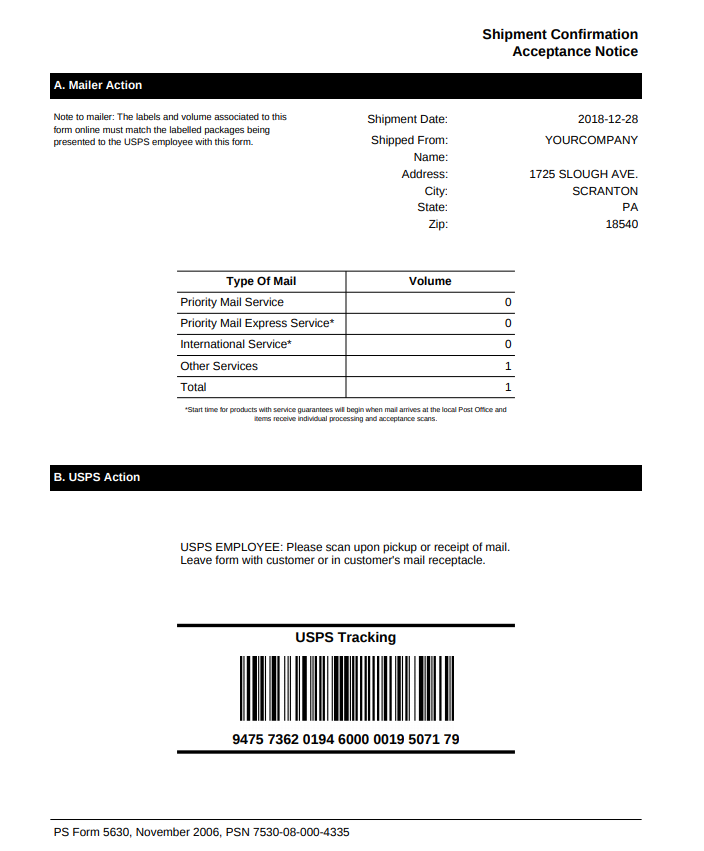 Shipment Confirmation
Acceptance Notice
A. Mailer Action
Note to mailer: The labels and volume associated to this
form online must match the labelled packages being
presented to the USPS employee with this form.
Shipment Date: 2018-12-28
Shipped From: YOURCOMPANY
Name:
Address: 1725 SLOUGH AVE.
City: SCRANTON
State: PA
Zip: 18540
Type Of Mail Volume
Priority Mail Service 0
Priority Mail Express Service* 0
International Service* 0
Other Services 1
Total 1
*Start time for products with service guarantees will begin when mail arrives at the local Post Office and
items receive individual processing and acceptance scans.
B. USPS Action
USPS EMPLOYEE: Please scan upon pickup or receipt of mail.
Leave form with customer or in customer's mail receptacle.
USPS Tracking
9475 7362 0194 6000 0019 5071 79
PS Form 5630, November 2006, PSN 7530-08-000-4335